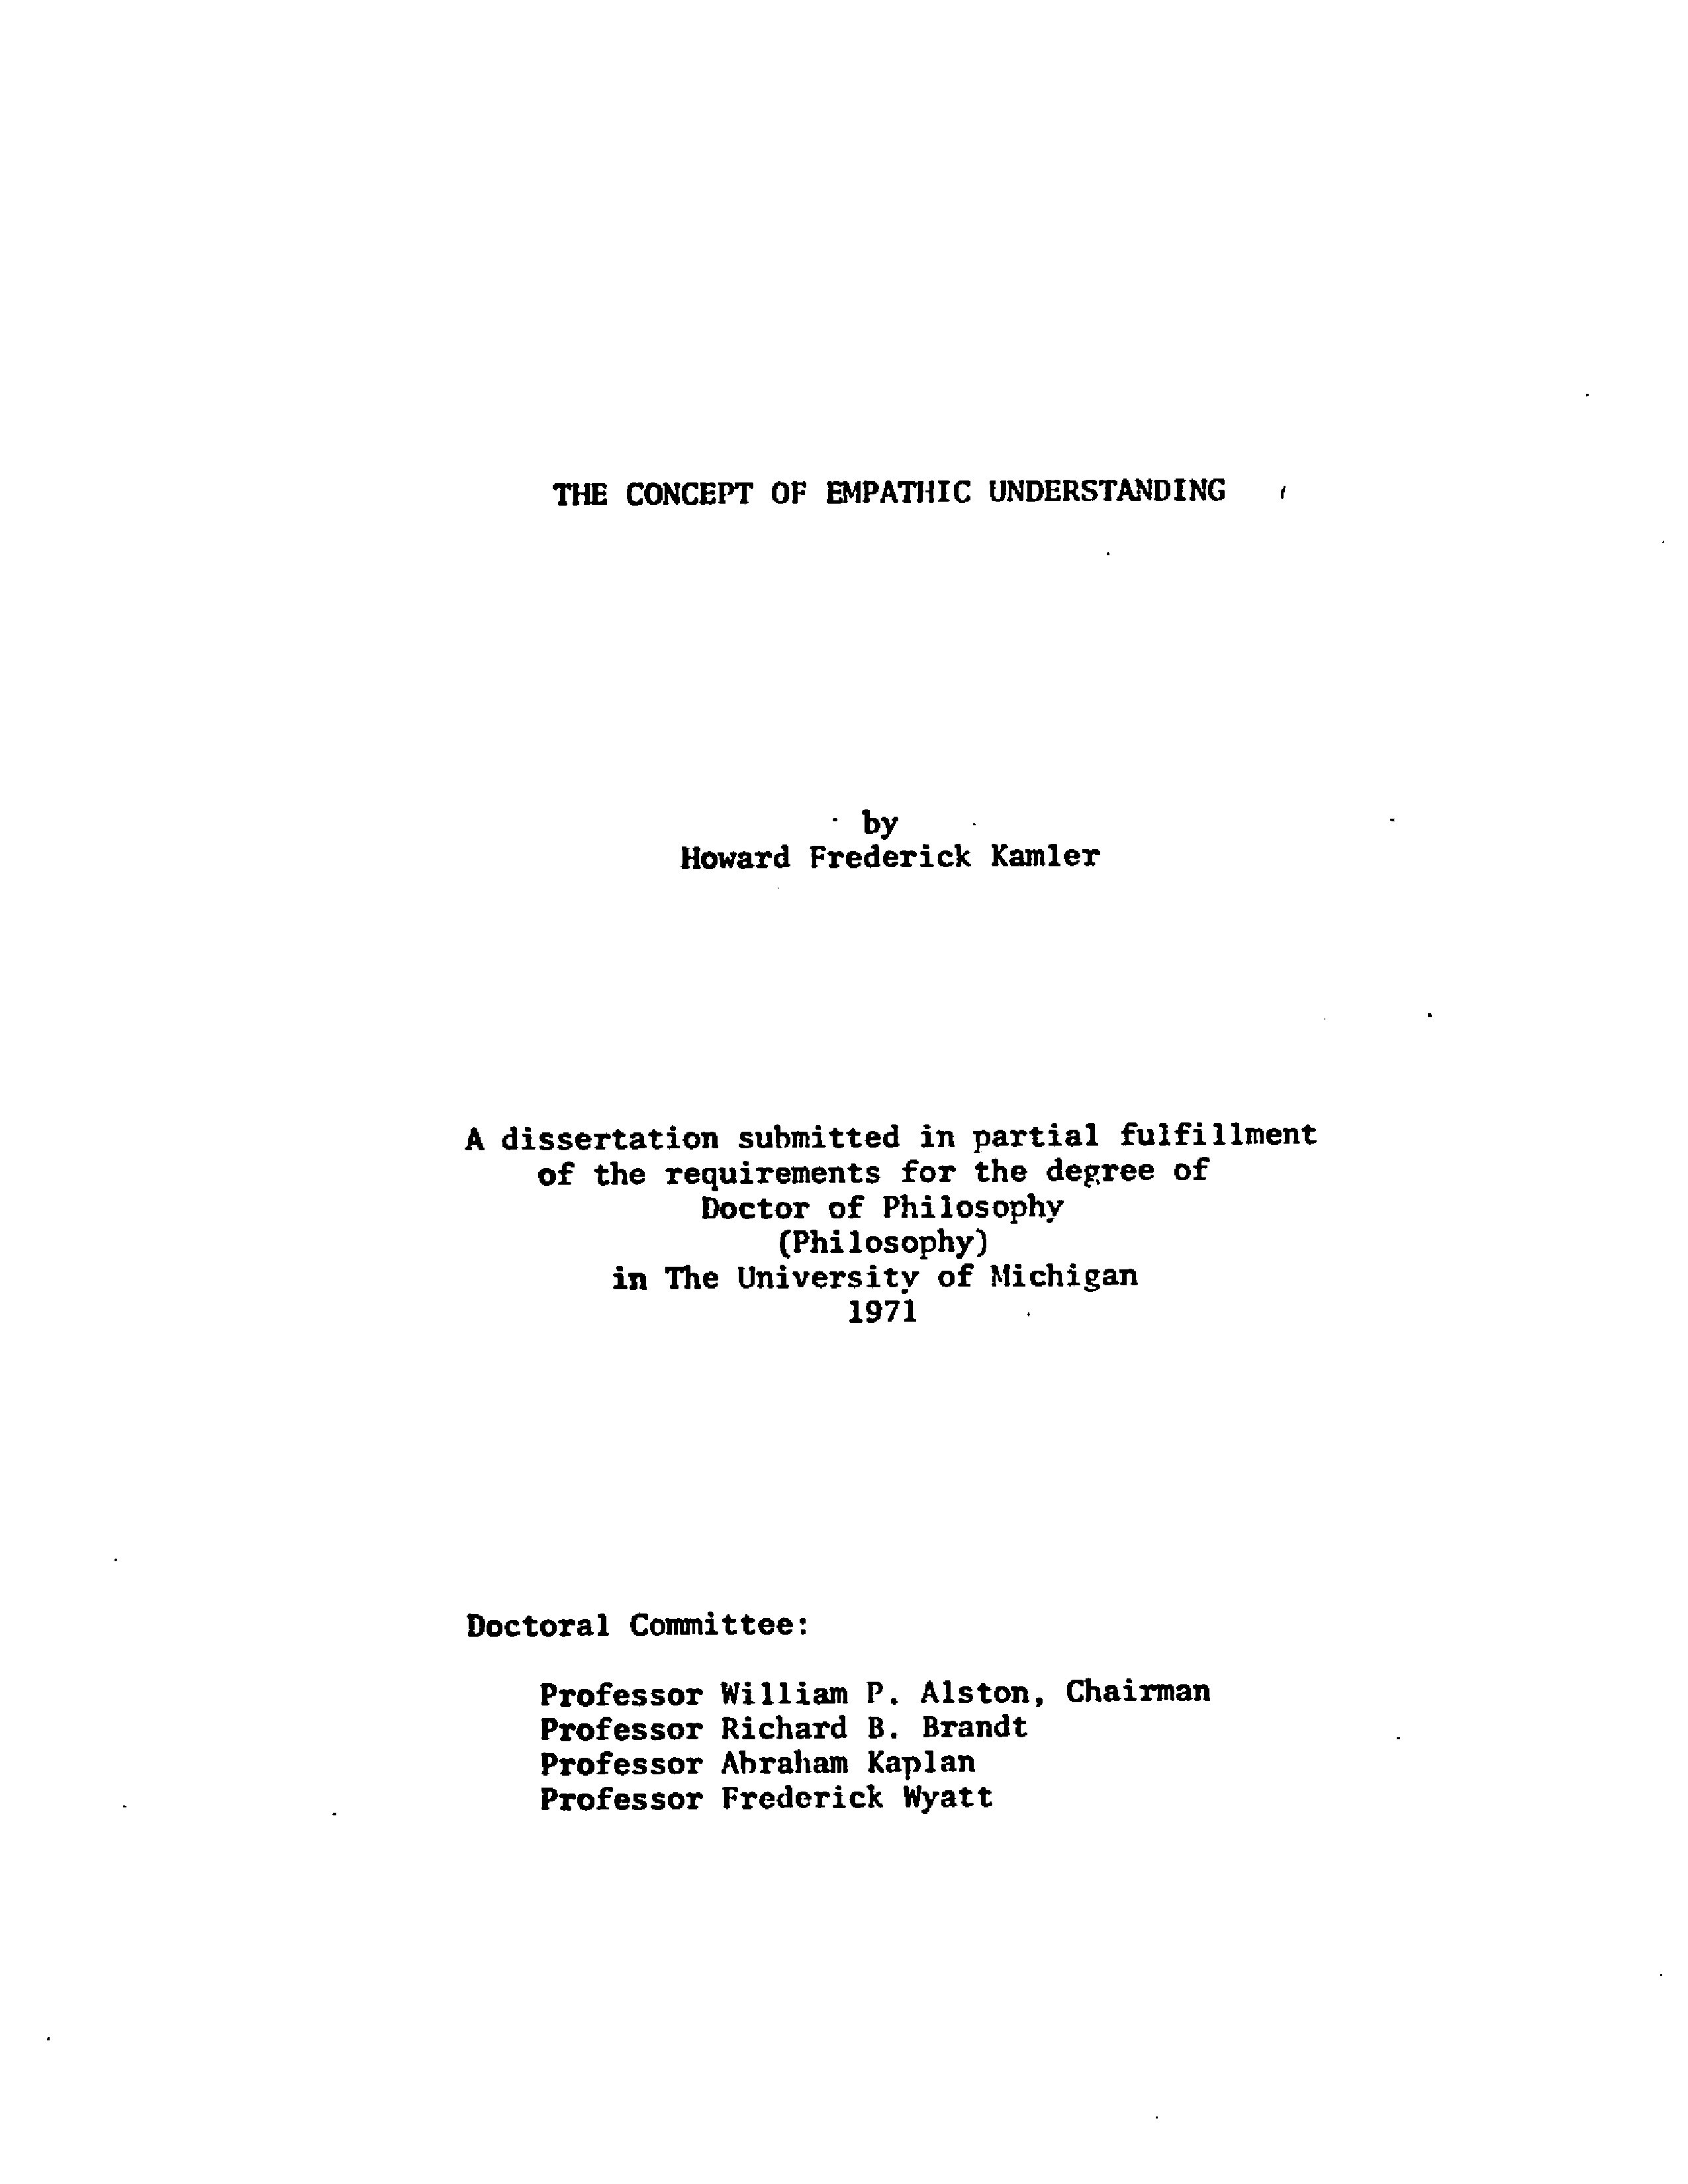 THE CONCEPT OF EMPATHIC UNDERSTANDING
by
Howard Frederick Kamler
A dissertation submitted in partial fulfillment
of the requirements for the degree of
Doctor of Philosophy
(Philosophy)
in The University of Michigan
1971
Doctoral Committee:
Professor William P. Alston, Chairman
Professor Richard B. Brandt
Professor Abraham Kaplan
Professor Frederick Wyatt